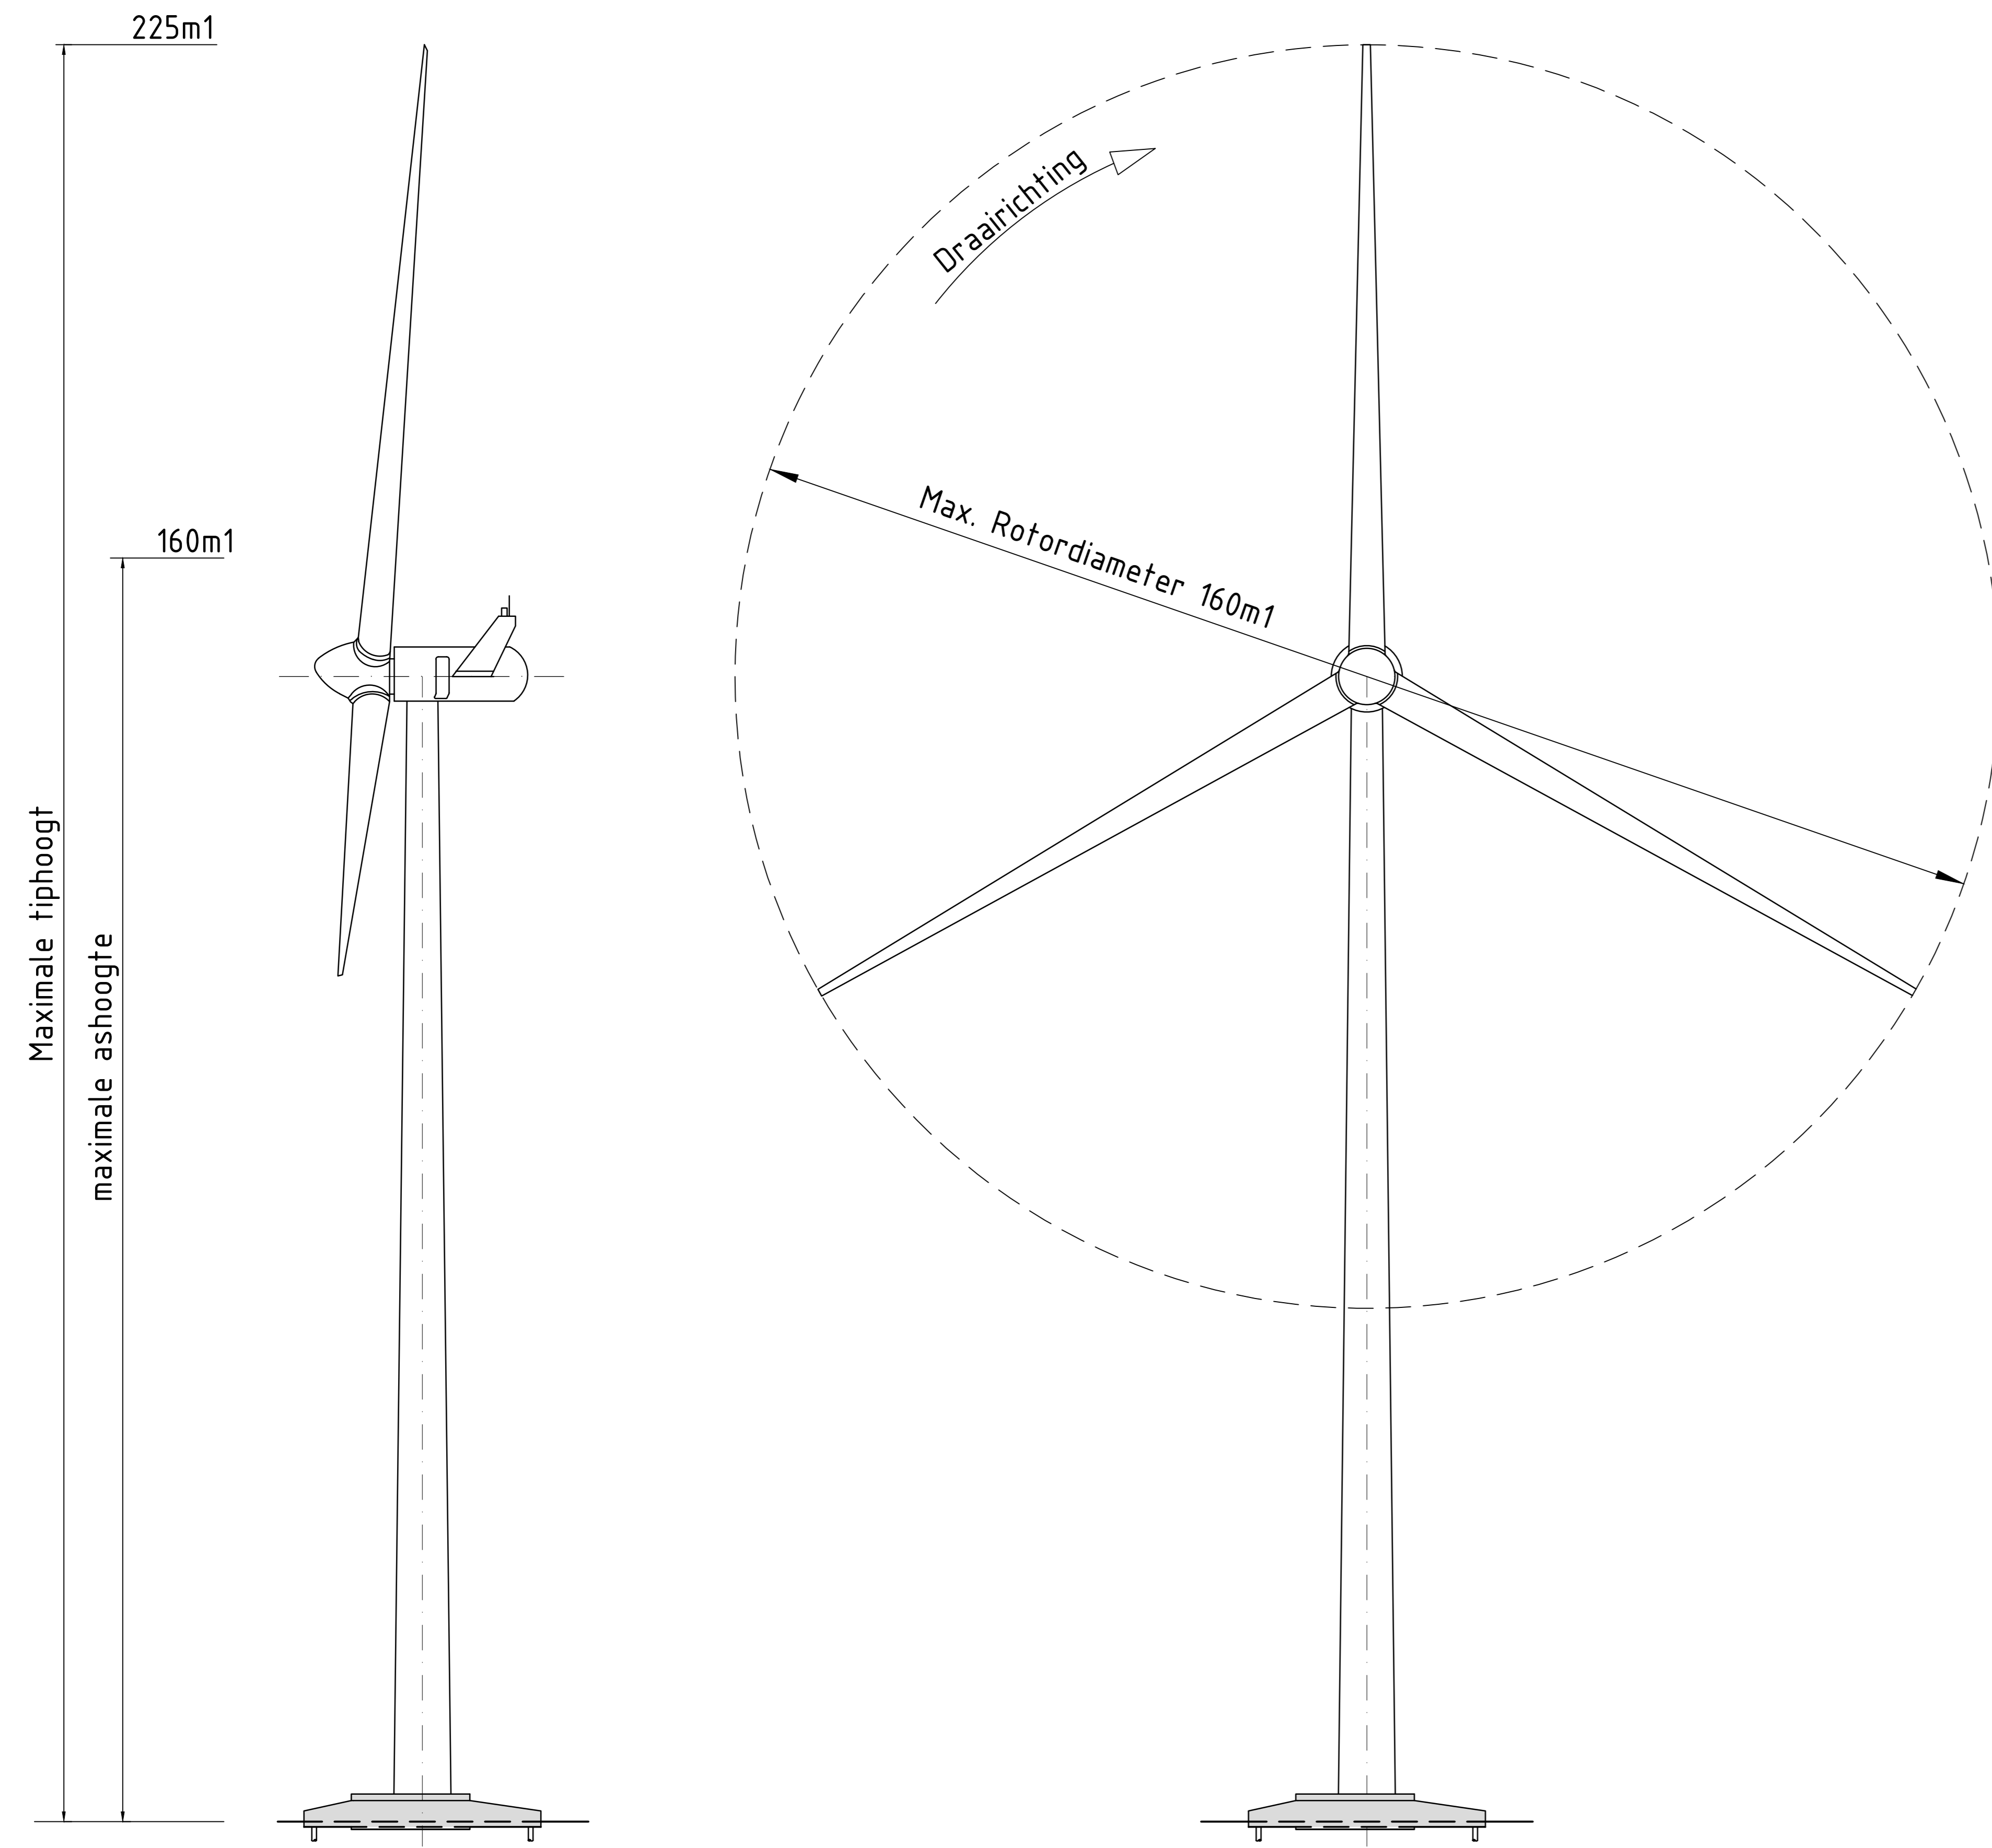 225m1
160m1
Maximale tiphoogt
maximale ashoogte
Draairichting
Max. Rotordiameter 160m1